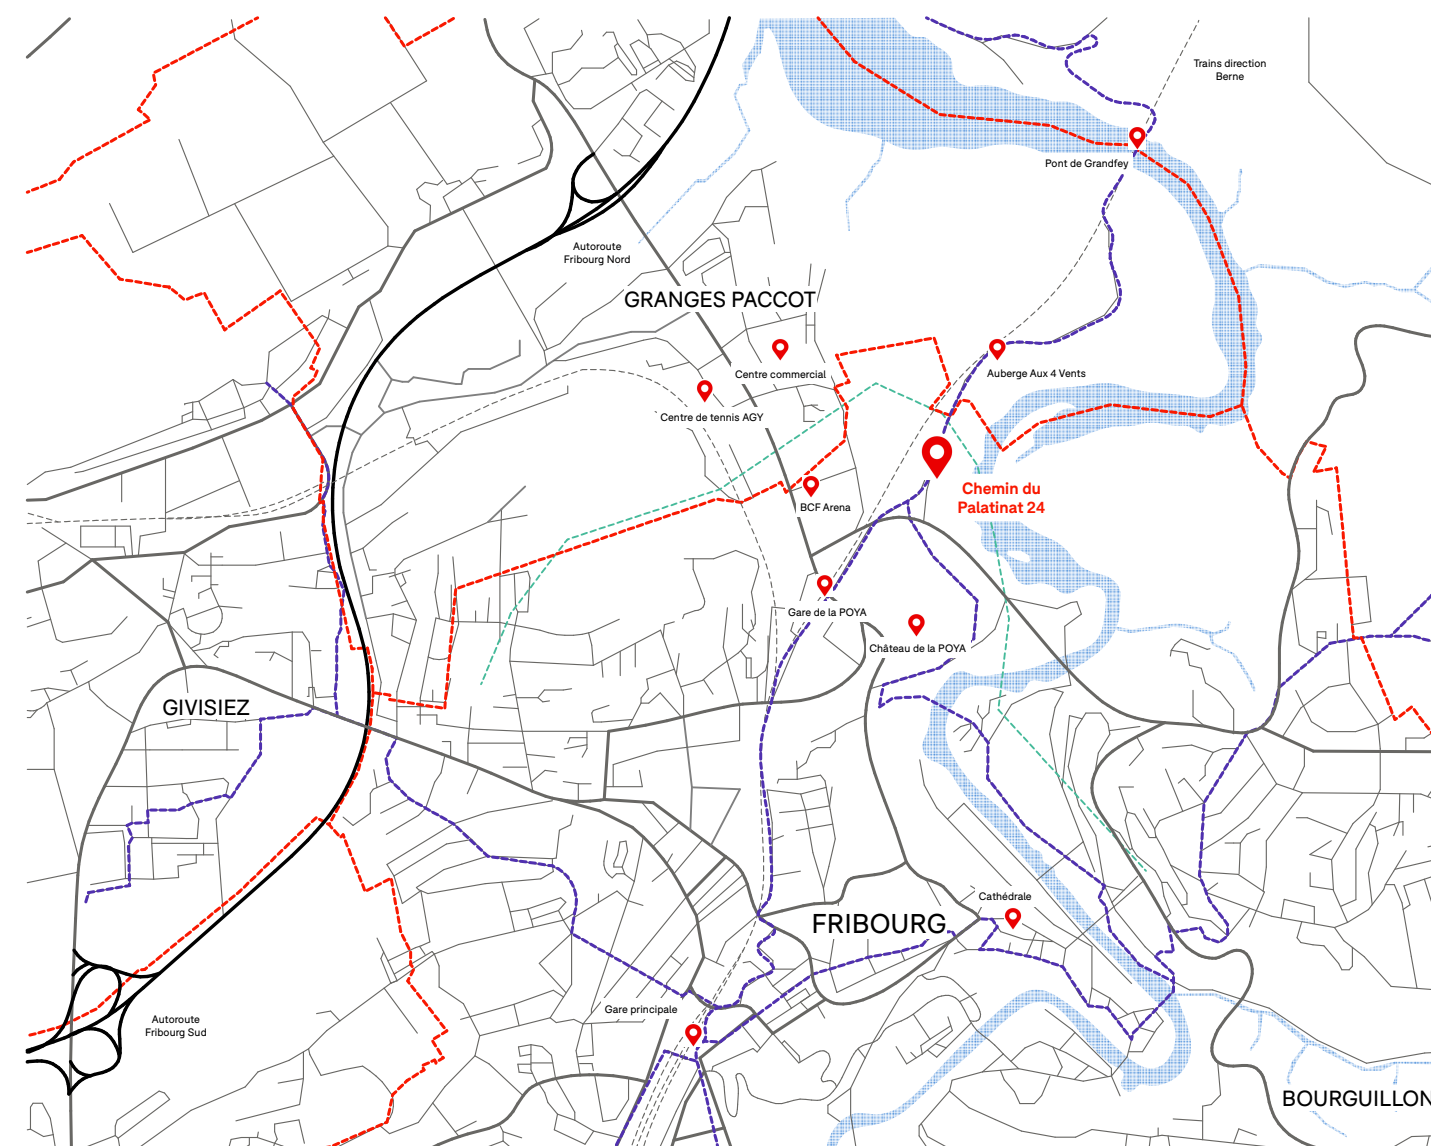 Trains direction
Berne
Pont de Grandfey
Autoroute
Fribourg Nord
GRANGES PACCOT
Centre commercial
Auberge Aux 4 Vents
Centre de tennis AGY
Chemin du
Palatinat 24
BCF Arena
Gare de la POYA
Château de la POYA
GIVISIEZ
Cathédrale
FRIBOURG
Gare principale
Autoroute
Fribourg Sud
BOURGUILLON